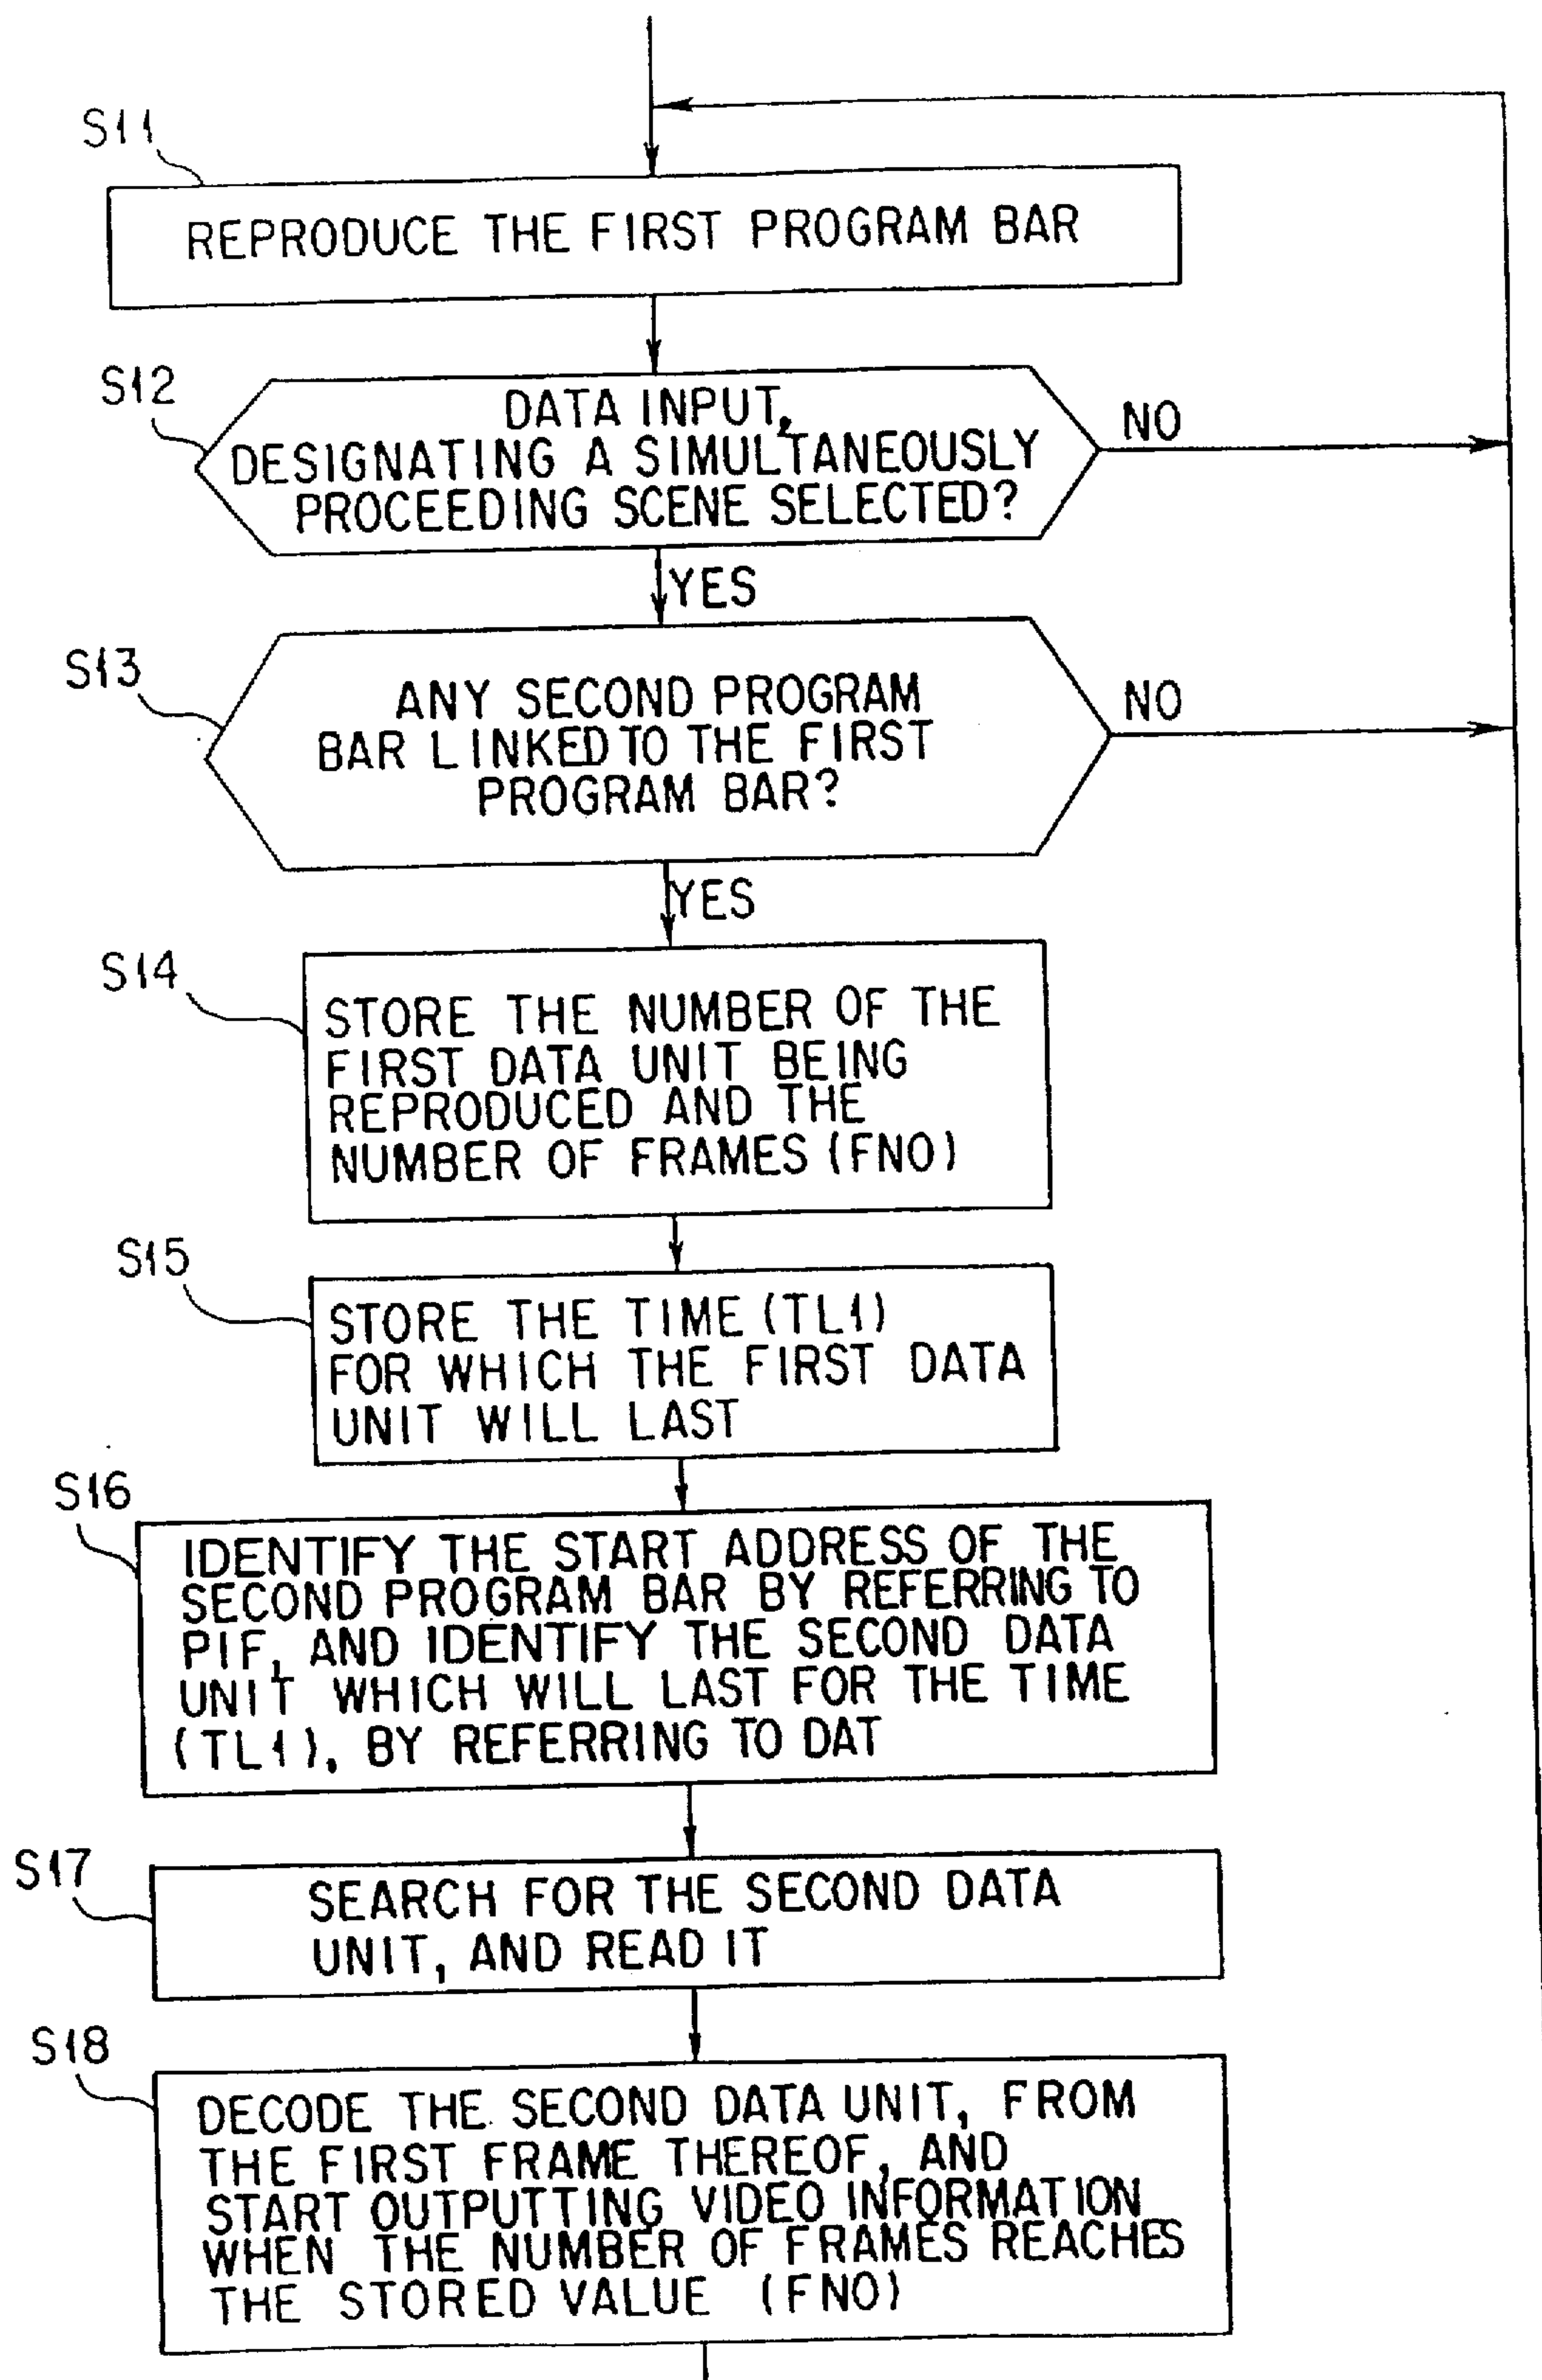 S11
REPRODUCE THE FIRST PROGRAM BAR
S12
DATA INPUT,
DESIGNATING A SIMULTANEOUSLY
PROCEEDING SCENE SELECTED?
NO
YES
S13
ANY SECOND PROGRAM
BAR LINKED TO THE FIRST
PROGRAM BAR?
NO
YES
S14
STORE THE NUMBER OF THE
FIRST DATA UNIT BEING
REPRODUCED AND THE
NUMBER OF FRAMES (FNO)
S15
STORE THE TIME (TL1)
FOR WHICH THE FIRST DATA
UNIT WILL LAST
S16
IDENTIFY THE START ADDRESS OF THE
SECOND PROGRAM BAR BY REFERRING TO
PIF, AND IDENTIFY THE SECOND DATA
UNIT WHICH WILL LAST FOR THE TIME
(TL1), BY REFERRING TO DAT
S17
SEARCH FOR THE SECOND DATA
UNIT, AND READ IT
S18
DECODE THE SECOND DATA UNIT, FROM
THE FIRST FRAME THEREOF, AND
START OUTPUTTING VIDEO INFORMATION
WHEN THE NUMBER OF FRAMES REACHES
THE STORED VALUE (FNO)